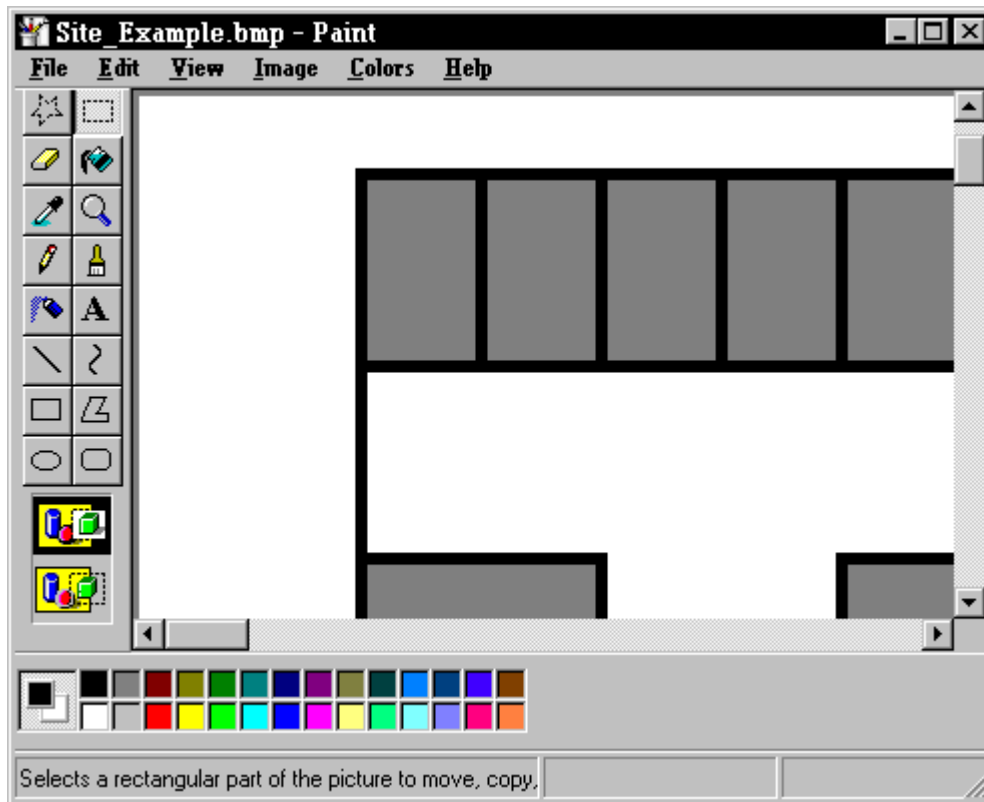 Site_Example.bmp - Paint
File Edit View Image Colors Help
A
Selects a rectangular part of the picture to move, copy,